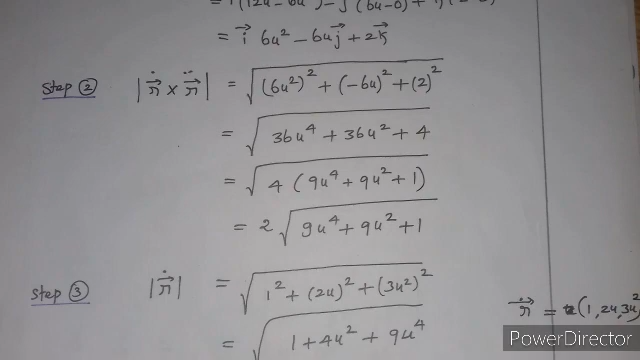 = i⃗ 6u² − 6u j⃗ + 2k⃗
Step ② |ṙ⃗ × r̈⃗| = √((6u²)² + (−6u)² + (2)²)
= √(36u⁴ + 36u² + 4)
= √(4 (9u⁴ + 9u² + 1))
= 2 √(9u⁴ + 9u² + 1)
Step ③ |ṙ⃗| = √(1² + (2u)² + (3u²)²)
ṙ⃗ = (1, 2u, 3u²
= √(1 + 4u² + 9u⁴)
PowerDirector